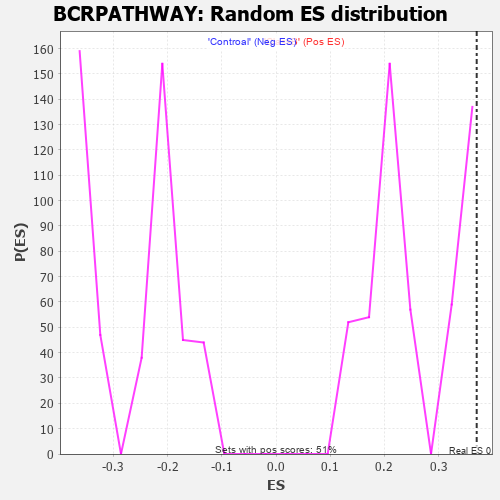 BCRPATHWAY: Random ES distribution
'Controal' (Neg ES) (Pos ES)
160
150
140
130
120
110
100
90
80
70
60
50
40
30
20
10
0
P(ES)
Sets with pos scores: 51%
Real ES 0
-0.3 -0.2 -0.1 0.0 0.1 0.2 0.3
ES